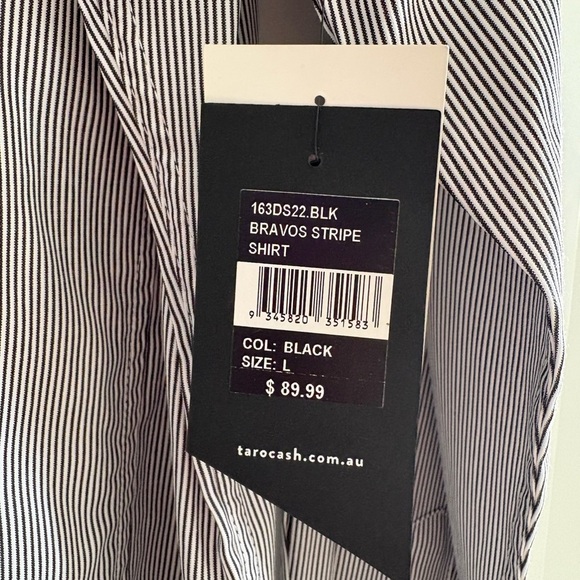 163DS22.BLK
BRAVOS STRIPE
SHIRT
9 345820 351583
COL: BLACK
SIZE: L
$ 89.99
tarocash.com.au